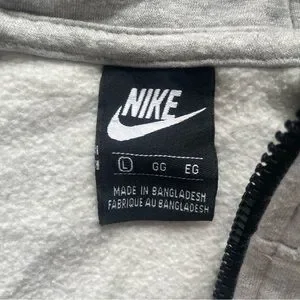 NIKE
L GG EG
MADE IN BANGLADESH
FABRIQUE AU BANGLADESH